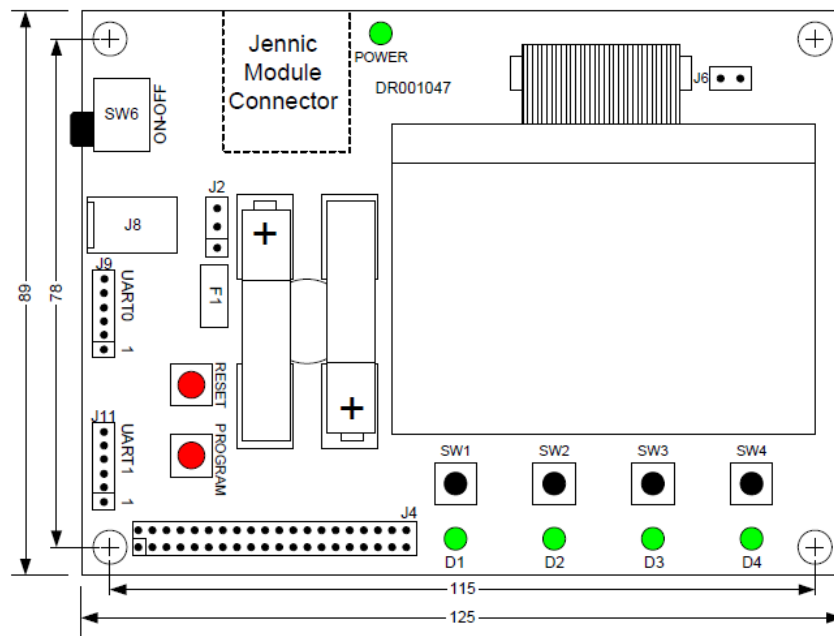 Jennic
Module
Connector
POWER
DR001047
J6
SW6
ON-OFF
J8
J2
+
J9
UART0
1
F1
89
78
RESET
+
J11
UART1
1
PROGRAM
SW1
SW2
SW3
SW4
J4
D1
D2
D3
D4
115
125